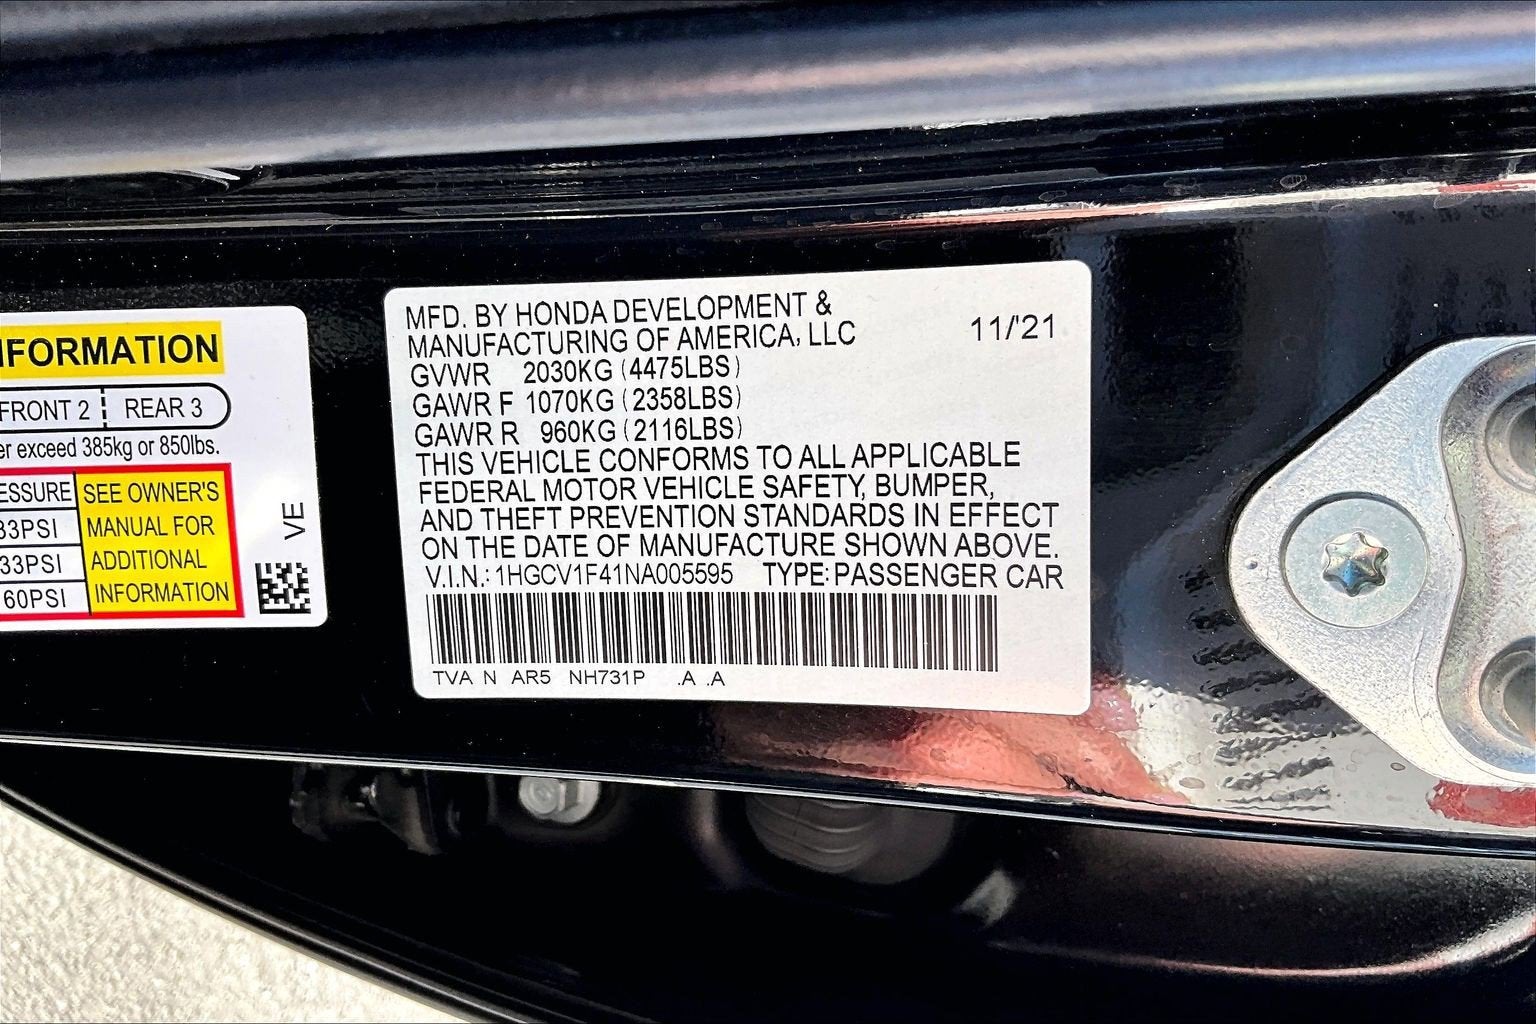 NFORMATION
FRONT 2 REAR 3
er exceed 385kg or 850lbs.
ESSURE SEE OWNER'S
33PSI MANUAL FOR
33PSI ADDITIONAL
60PSI INFORMATION
VE
MFD. BY HONDA DEVELOPMENT &
MANUFACTURING OF AMERICA, LLC 11/'21
GVWR 2030KG (4475LBS)
GAWR F 1070KG (2358LBS)
GAWR R 960KG (2116LBS)
THIS VEHICLE CONFORMS TO ALL APPLICABLE
FEDERAL MOTOR VEHICLE SAFETY, BUMPER,
AND THEFT PREVENTION STANDARDS IN EFFECT
ON THE DATE OF MANUFACTURE SHOWN ABOVE.
V.I.N.: 1HGCV1F41NA005595 TYPE: PASSENGER CAR
TVA N AR5 NH731P .A .A